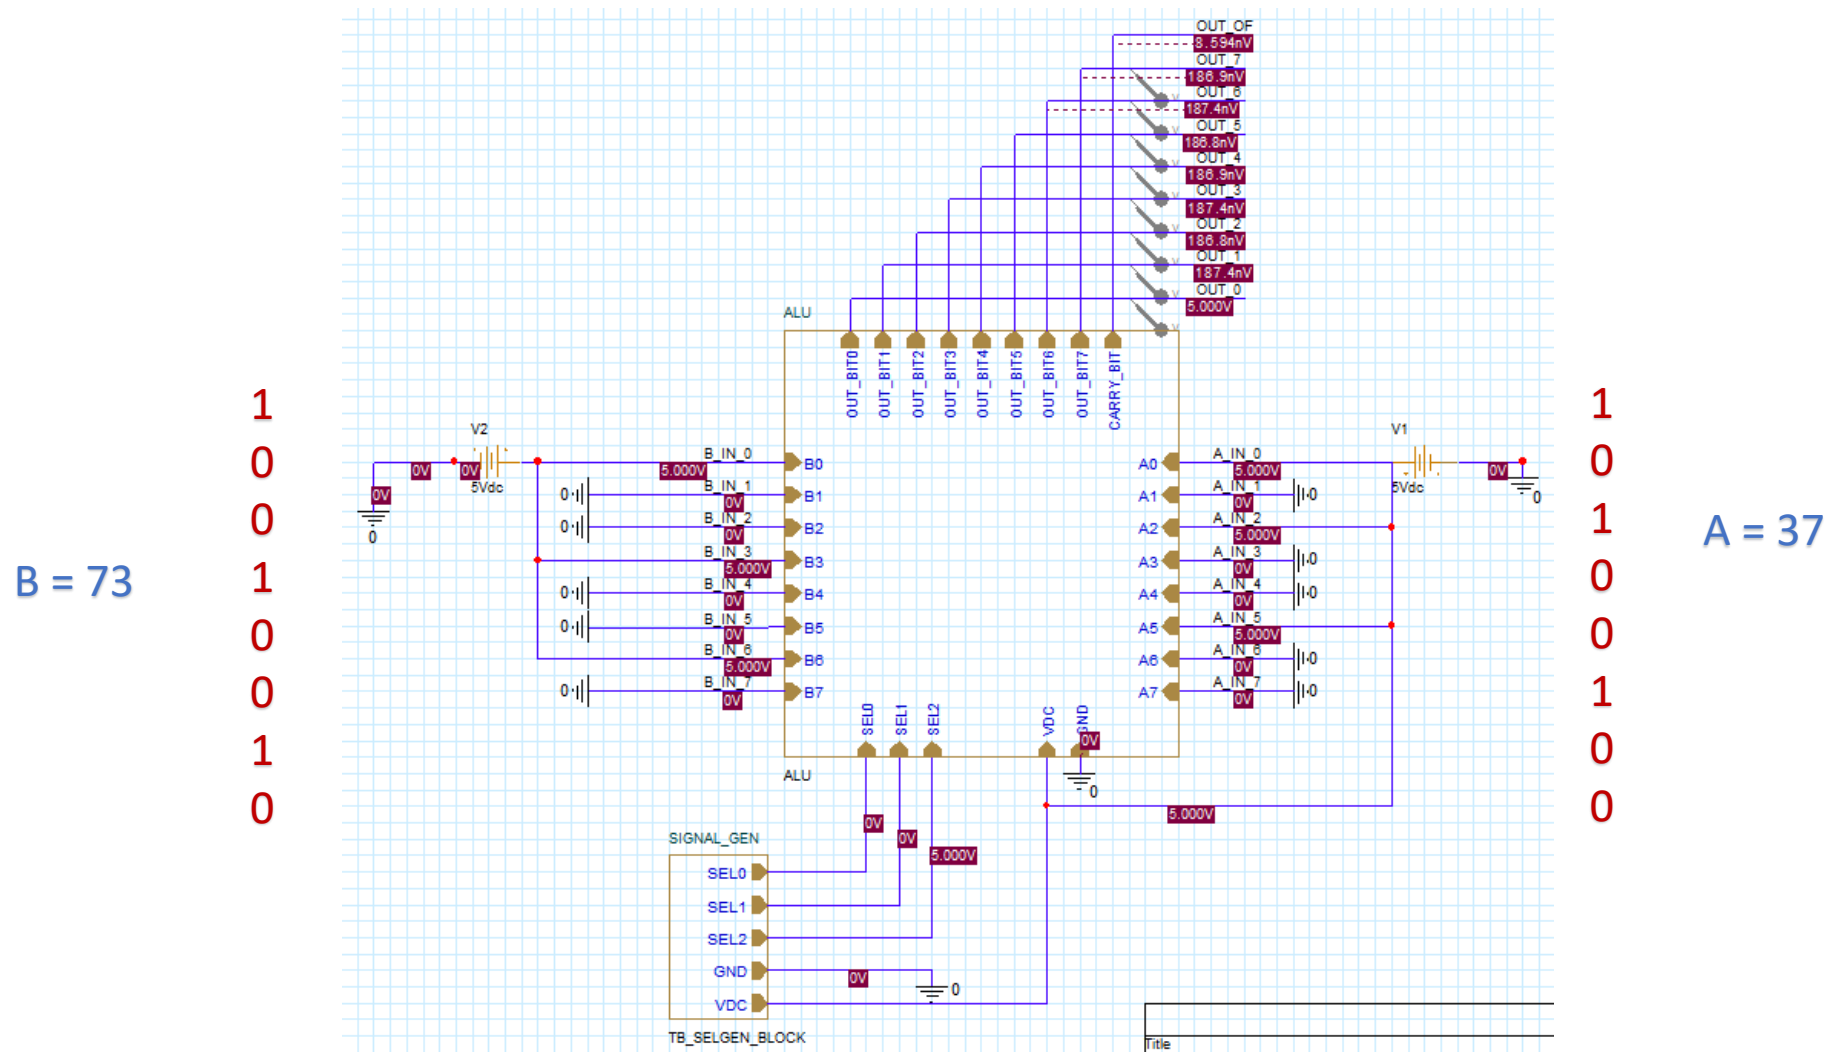 OUT_OF
8.594nV
OUT_7
186.9nV
OUT_6
187.4nV
OUT_5
186.8nV
OUT_4
186.9nV
OUT_3
187.4nV
OUT_2
186.8nV
OUT_1
187.4nV
OUT_0
5.000V
ALU
OUT_BIT0 OUT_BIT1 OUT_BIT2 OUT_BIT3 OUT_BIT4 OUT_BIT5 OUT_BIT6 OUT_BIT7 CARRY_BIT
B = 73
1
0
0
1
0
0
1
0
V2
0V 0V
5Vdc
0V
0
B_IN_0
5.000V B0
B_IN_1
0 0V B1
B_IN_2
0 0V B2
B_IN_3
5.000V B3
B_IN_4
0 0V B4
B_IN_5
0 0V B5
B_IN_6
5.000V B6
B_IN_7
0 0V B7
A_IN_0
A0 5.000V
A_IN_1
A1 0V 0
A_IN_2
A2 5.000V
A_IN_3
A3 0V 0
A_IN_4
A4 0V 0
A_IN_5
A5 5.000V
A_IN_6
A6 0V 0
A_IN_7
A7 0V 0
V1
5Vdc
0V
0
1
0
1
0
0
1
0
0
A = 37
SEL0 SEL1 SEL2 VDC GND
0V
0
ALU
5.000V
0V
0V
5.000V
SIGNAL_GEN
SEL0
SEL1
SEL2
GND
0V
0
VDC
TB_SELGEN_BLOCK
Title